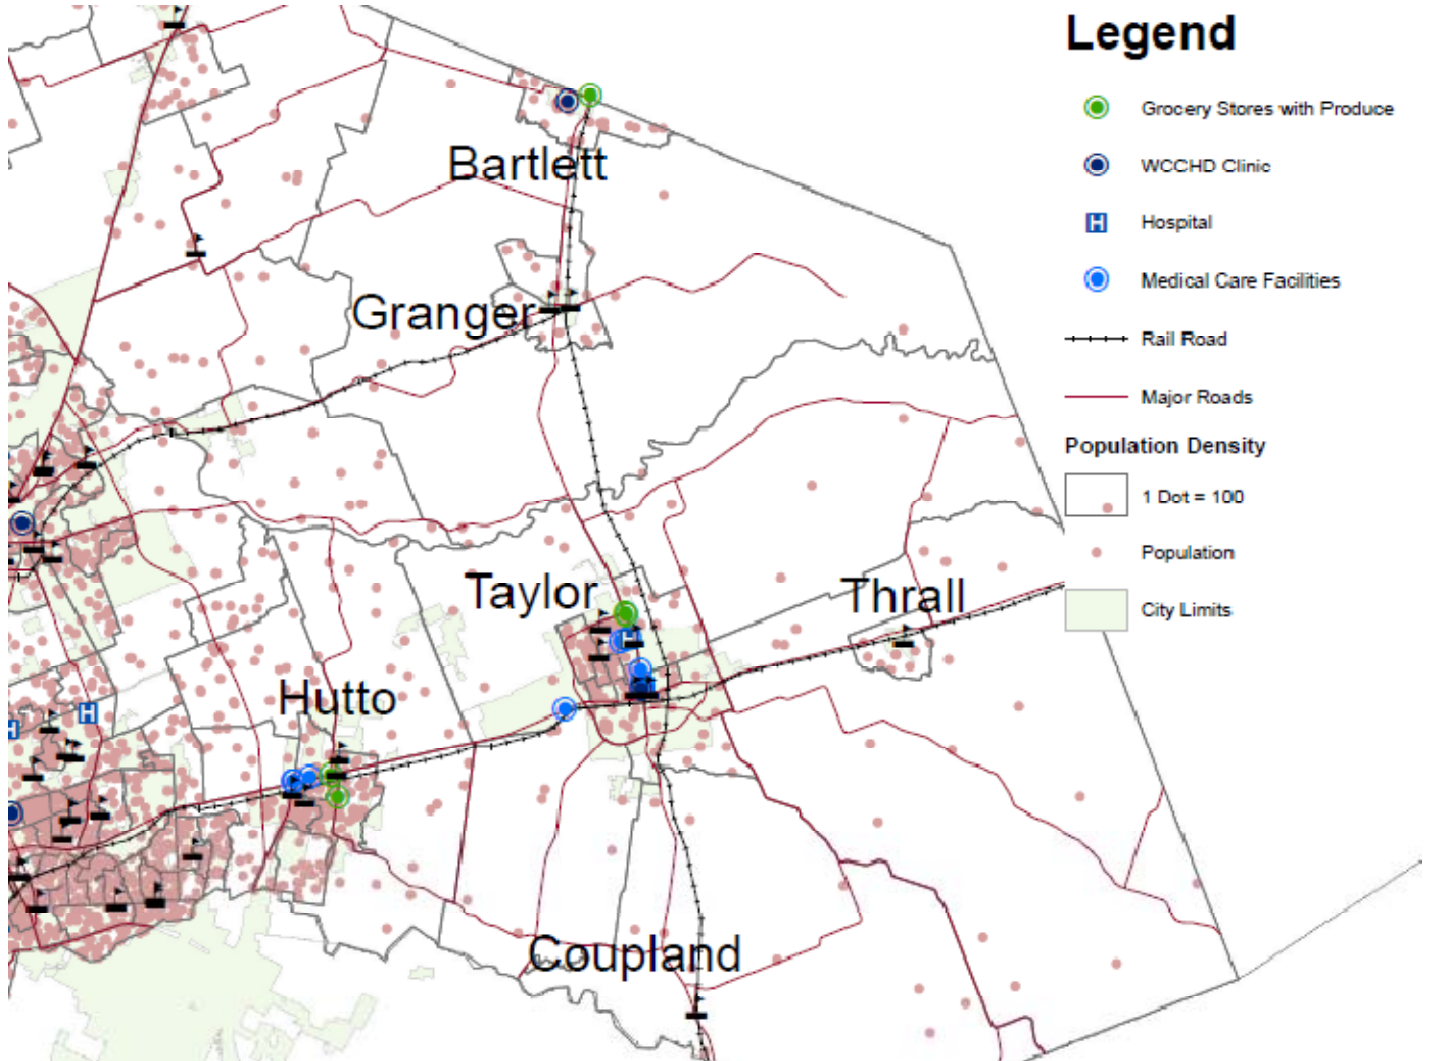 Legend
Grocery Stores with Produce
WCCHD Clinic
H Hospital
Medical Care Facilities
Rail Road
Major Roads
Population Density
1 Dot = 100
Population
City Limits
Bartlett
Granger
Taylor
Thrall
H
Hutto
H
H
Coupland